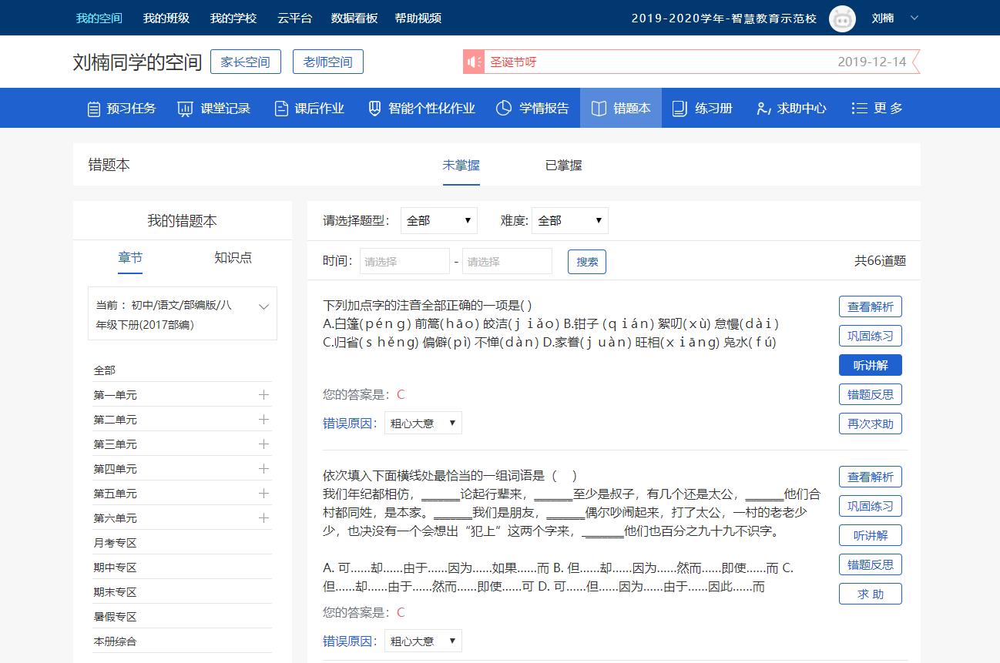 我的空间 我的班级 我的学校 云平台 数据看板 帮助视频 2019-2020学年-智慧教育示范校 刘楠
刘楠同学的空间 家长空间 老师空间 圣诞节呀 2019-12-14
预习任务 课堂记录 课后作业 智能个性化作业 学情报告 错题本 练习册 求助中心 更 多
错题本 未掌握 已掌握
我的错题本
章节 知识点
当前 ： 初中/语文/部编版/八
年级下册(2017部编)
全部
第一单元
第二单元
第三单元
第四单元
第五单元
第六单元
月考专区
期中专区
期末专区
暑假专区
本册综合
请选择题型： 全部 难度: 全部
时间： 请选择 - 请选择 搜索 共66道题
下列加点字的注音全部正确的一项是( )
A.白篷(péng) 前篙(hāo) 皎洁(jiǎo) B.钳子 (qián) 絮叨(xù) 怠慢(dài)
C.归省(shěng) 偏僻(pì) 不惮(dàn) D.家眷(juàn) 旺相(xiāng) 凫水(fú)
您的答案是：C
错误原因： 粗心大意
查看解析
巩固练习
听讲解
错题反思
再次求助
依次填入下面横线处最恰当的一组词语是（ ）
我们年纪都相仿，______论起行辈来，______至少是叔子，有几个还是太公，______他们合
村都同姓，是本家。______我们是朋友，______偶尔吵闹起来，打了太公，一村的老老少
少，也决没有一个会想出“犯上”这两个字来，______他们也百分之九十九不识字。
A. 可......却......由于......因为......如果......而 B. 但......却......因为......然而......即使......而 C.
但......却......由于......然而......即使......可 D. 可......但......因为......由于......因此......而
您的答案是：C
错误原因： 粗心大意
查看解析
巩固练习
听讲解
错题反思
求 助